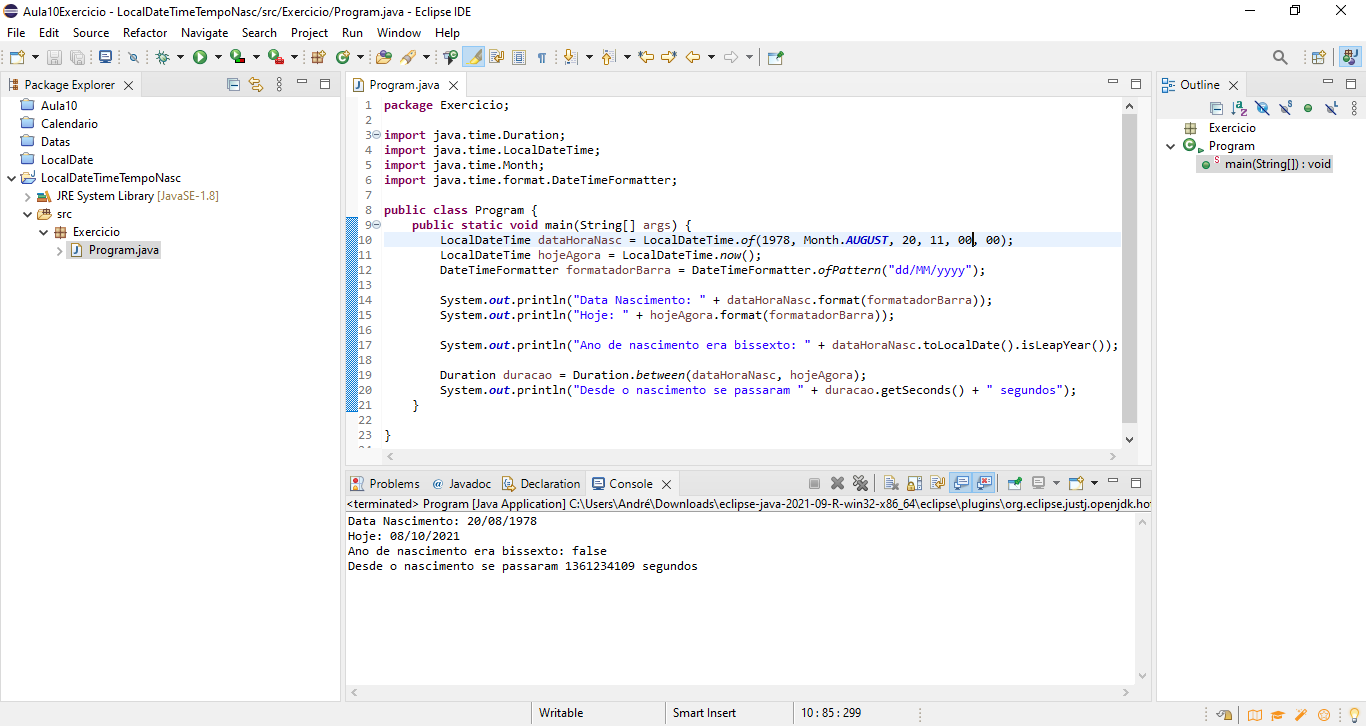 Aula10Exercicio - LocalDateTimeTempoNasc/src/Exercicio/Program.java - Eclipse IDE
File Edit Source Refactor Navigate Search Project Run Window Help
Package Explorer
Aula10
Calendario
Datas
LocalDate
LocalDateTimeTempoNasc
JRE System Library [JavaSE-1.8]
src
Exercicio
Program.java
Program.java
1 package Exercicio;
2
3 import java.time.Duration;
4 import java.time.LocalDateTime;
5 import java.time.Month;
6 import java.time.format.DateTimeFormatter;
7
8 public class Program {
9 public static void main(String[] args) {
10 LocalDateTime dataHoraNasc = LocalDateTime.of(1978, Month.AUGUST, 20, 11, 00, 00);
11 LocalDateTime hojeAgora = LocalDateTime.now();
12 DateTimeFormatter formatadorBarra = DateTimeFormatter.ofPattern("dd/MM/yyyy");
13
14 System.out.println("Data Nascimento: " + dataHoraNasc.format(formatadorBarra));
15 System.out.println("Hoje: " + hojeAgora.format(formatadorBarra));
16
17 System.out.println("Ano de nascimento era bissexto: " + dataHoraNasc.toLocalDate().isLeapYear());
18
19 Duration duracao = Duration.between(dataHoraNasc, hojeAgora);
20 System.out.println("Desde o nascimento se passaram " + duracao.getSeconds() + " segundos");
21 }
22
23 }
Outline
Exercicio
Program
main(String[]) : void
Problems Javadoc Declaration Console
<terminated> Program [Java Application] C:\Users\André\Downloads\eclipse-java-2021-09-R-win32-x86_64\eclipse\plugins\org.eclipse.justj.openjdk.ho
Data Nascimento: 20/08/1978
Hoje: 08/10/2021
Ano de nascimento era bissexto: false
Desde o nascimento se passaram 1361234109 segundos
Writable Smart Insert 10 : 85 : 299